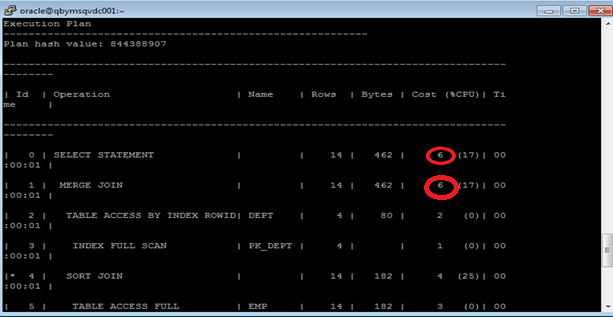 oracle@qbymsqvdc001:~
Execution Plan
----------------------------------------------------------
Plan hash value: 844388907
--------------------------------------------------------------------------------
--------
| Id | Operation | Name | Rows | Bytes | Cost (%CPU)| Ti
me |
--------------------------------------------------------------------------------
--------
| 0 | SELECT STATEMENT | | 14 | 462 | 6 (17)| 00
:00:01 |
| 1 | MERGE JOIN | | 14 | 462 | 6 (17)| 00
:00:01 |
| 2 | TABLE ACCESS BY INDEX ROWID| DEPT | 4 | 80 | 2 (0)| 00
:00:01 |
| 3 | INDEX FULL SCAN | PK_DEPT | 4 | | 1 (0)| 00
:00:01 |
|* 4 | SORT JOIN | | 14 | 182 | 4 (25)| 00
:00:01 |
| 5 | TABLE ACCESS FULL | EMP | 14 | 182 | 3 (0)| 00